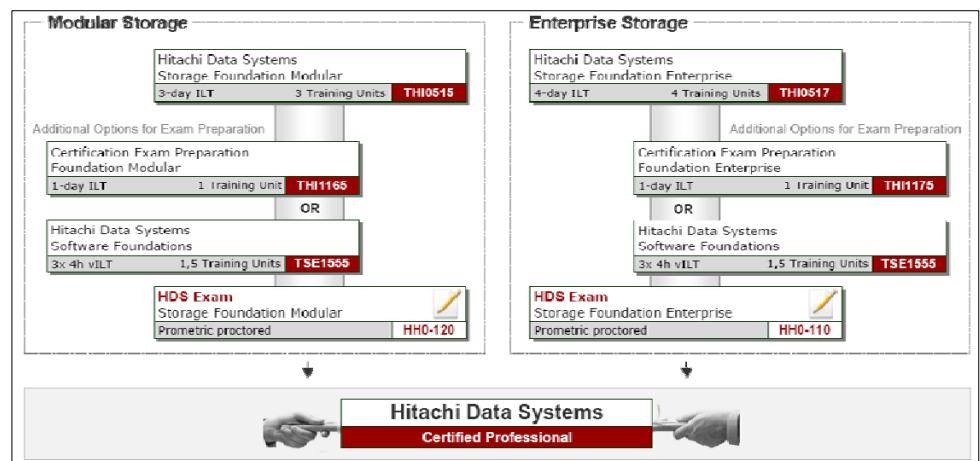 Modular Storage
Hitachi Data Systems
Storage Foundation Modular
3-day ILT 3 Training Units THI0515
Additional Options for Exam Preparation
Certification Exam Preparation
Foundation Modular
1-day ILT 1 Training Unit THI1165
OR
Hitachi Data Systems
Software Foundations
3x 4h vILT 1,5 Training Units TSE1555
HDS Exam
Storage Foundation Modular
Prometric proctored HH0-120
Enterprise Storage
Hitachi Data Systems
Storage Foundation Enterprise
4-day ILT 4 Training Units THI0517
Additional Options for Exam Preparation
Certification Exam Preparation
Foundation Enterprise
1-day ILT 1 Training Unit THI1175
OR
Hitachi Data Systems
Software Foundations
3x 4h vILT 1,5 Training Units TSE1555
HDS Exam
Storage Foundation Enterprise
Prometric proctored HH0-110
Hitachi Data Systems
Certified Professional